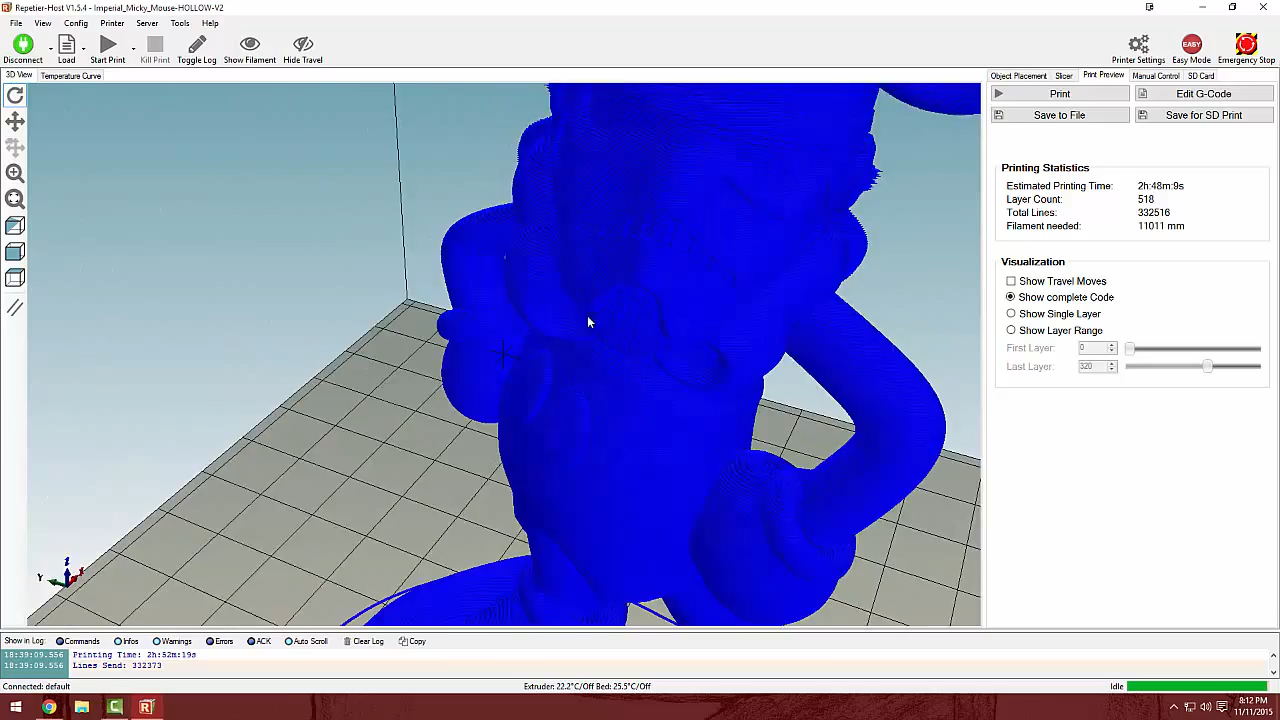 Repetier-Host V1.5.4 - Imperial_Micky_Mouse-HOLLOW-V2
File View Config Printer Server Tools Help
Disconnect Load Start Print Kill Print Toggle Log Show Filament Hide Travel Printer Settings Easy Mode Emergency Stop
EASY
3D View Temperature Curve Object Placement Slicer Print Preview Manual Control SD Card
Print Edit G-Code
Save to File Save for SD Print
Printing Statistics
Estimated Printing Time: 2h:48m:9s
Layer Count: 518
Total Lines: 332516
Filament needed: 11011 mm
Visualization
Show Travel Moves
Show complete Code
Show Single Layer
Show Layer Range
First Layer: 0
Last Layer: 320
Z
Y
Show in Log: Commands Infos Warnings Errors ACK Auto Scroll Clear Log Copy
18:39:09.556 Printing Time: 2h:52m:19s
18:39:09.556 Lines Send: 332373
Connected: default Extruder: 22.2°C/Off Bed: 25.5°C/Off Idle
8:12 PM
11/11/2015